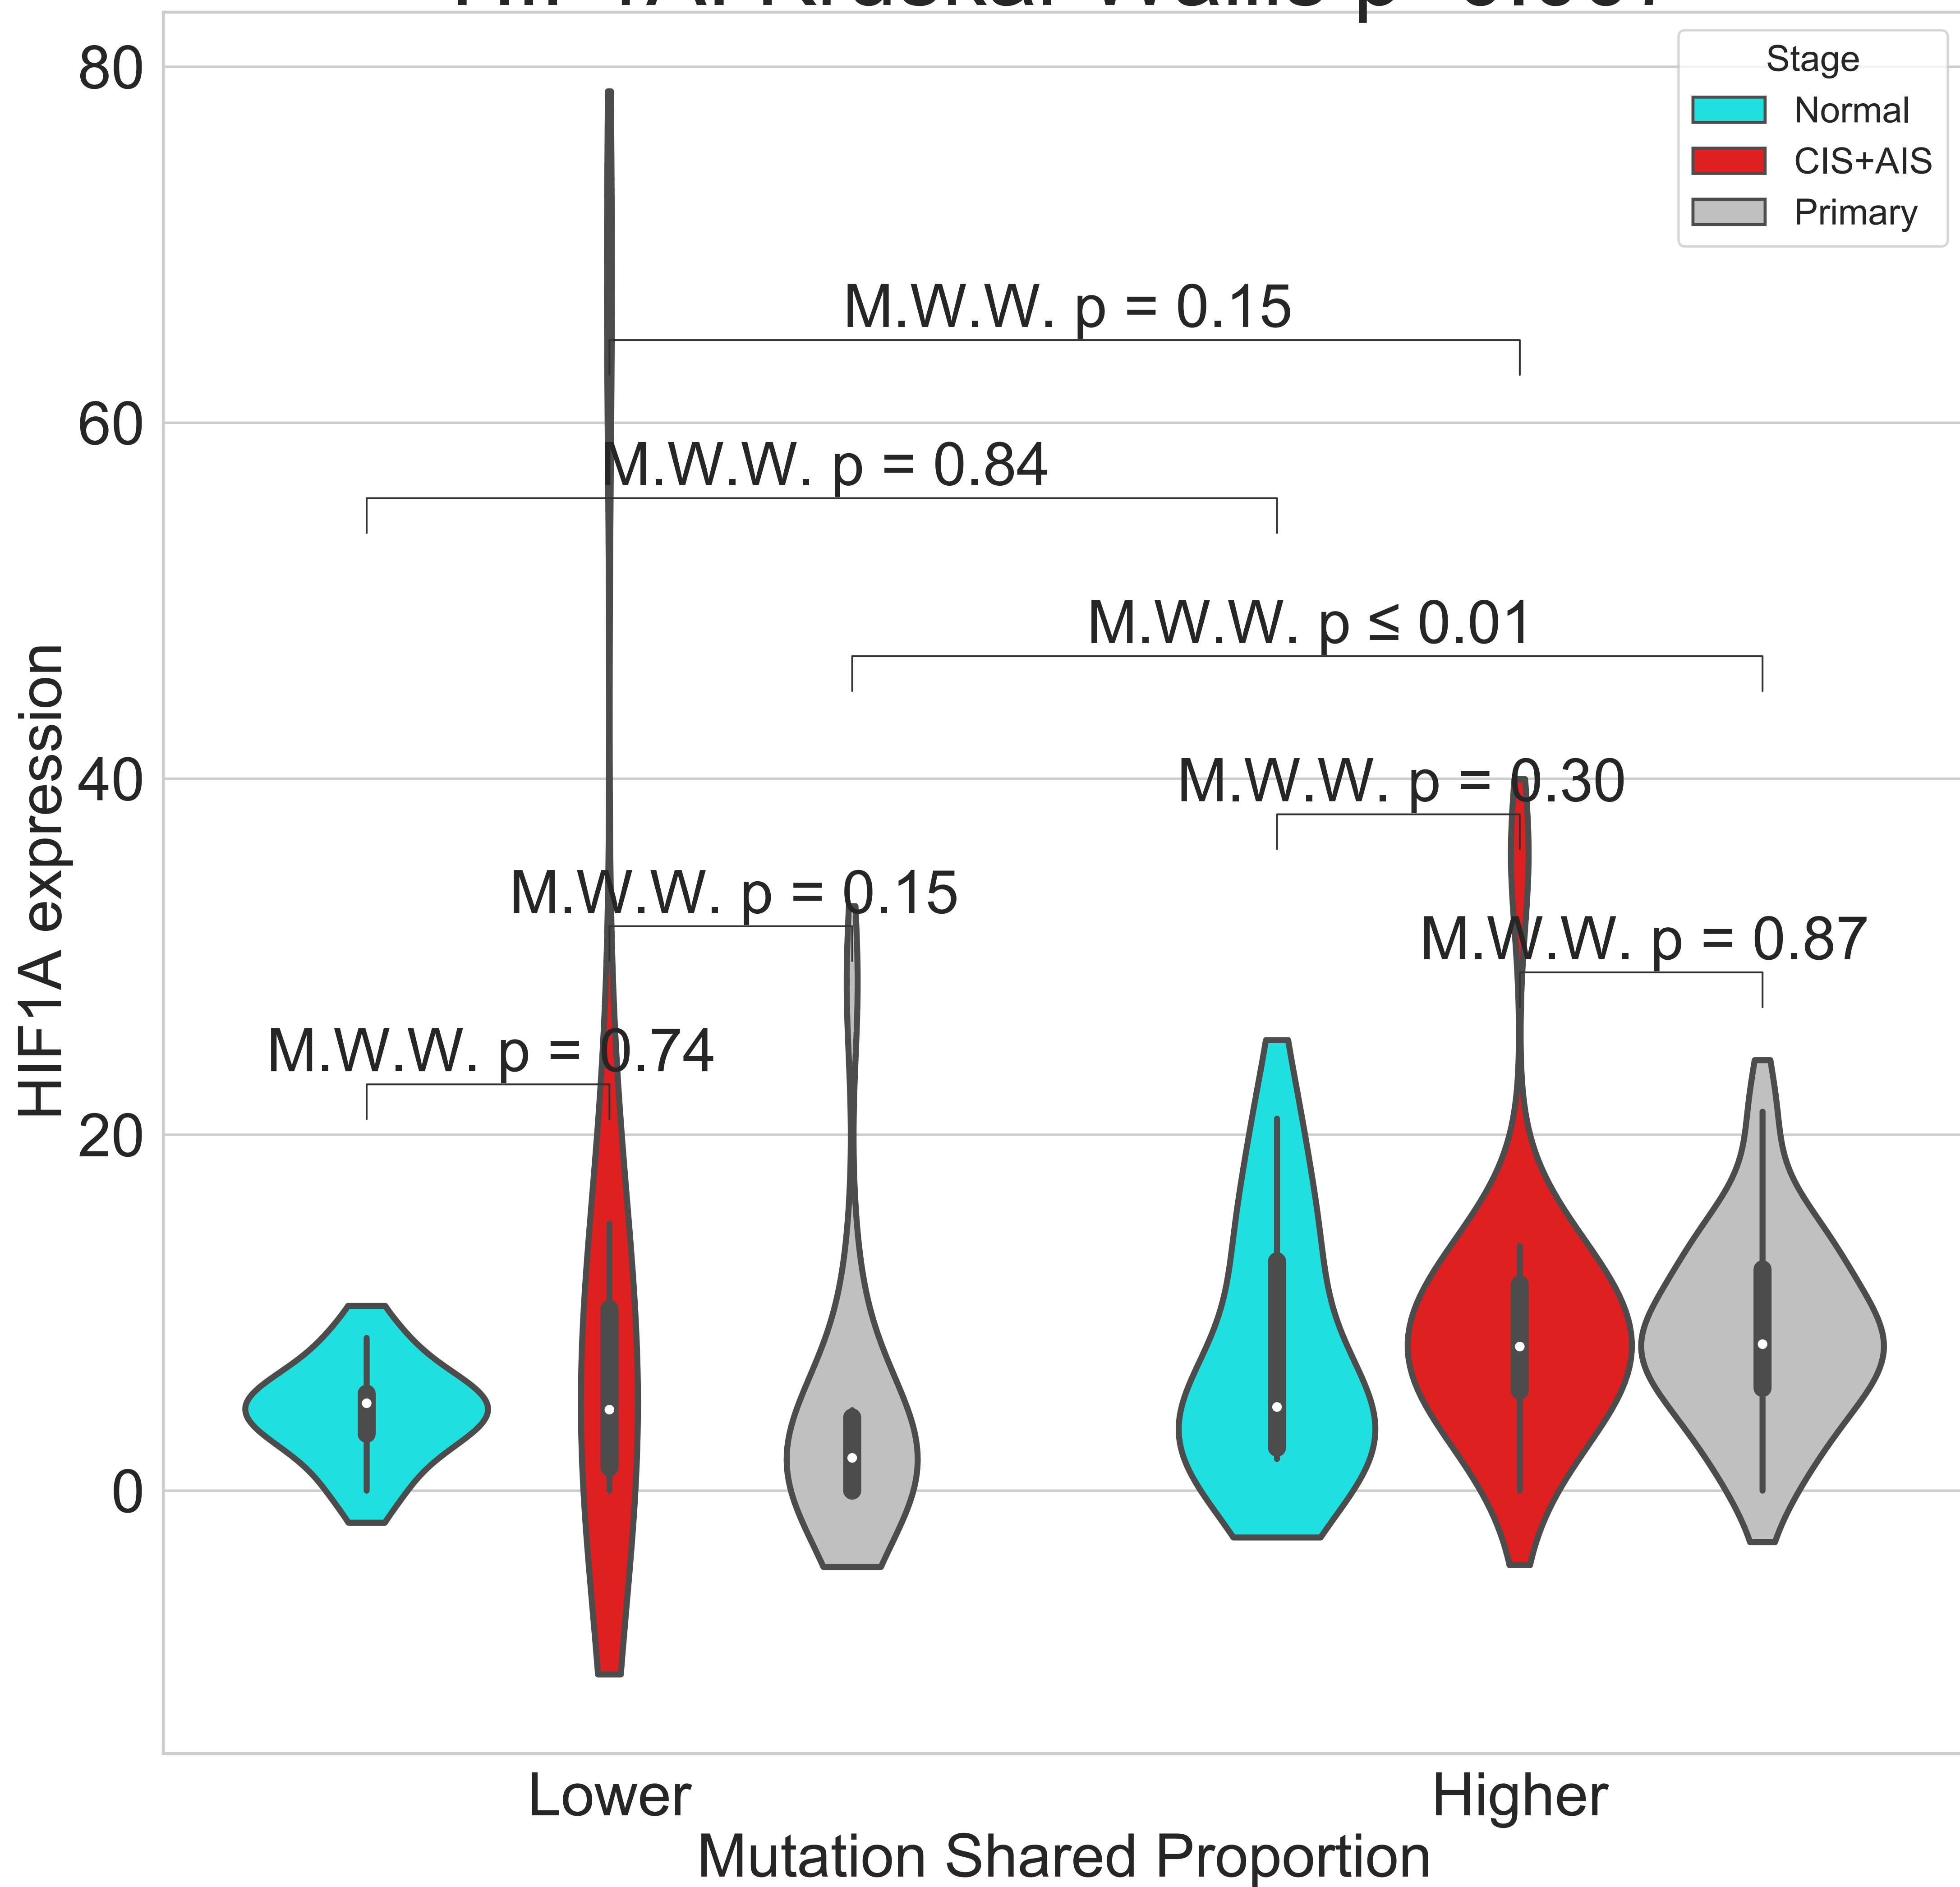 80
60
40
20
0
HIF1A expression
Stage
Normal
CIS+AIS
Primary
M.W.W. p = 0.15
M.W.W. p = 0.84
M.W.W. p ≤ 0.01
M.W.W. p = 0.30
M.W.W. p = 0.15
M.W.W. p = 0.87
M.W.W. p = 0.74
Lower
Higher
Mutation Shared Proportion